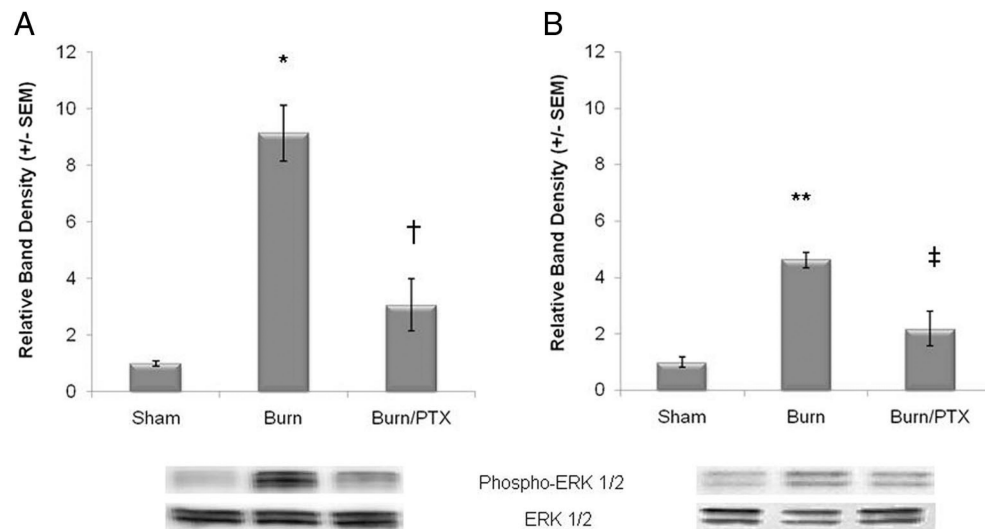 A
Relative Band Density (+/- SEM)
12
10
8
6
4
2
0
*
†
Sham Burn Burn/PTX
B
Relative Band Density (+/- SEM)
12
10
8
6
4
2
0
**
‡
Sham Burn Burn/PTX
Phospho-ERK 1/2
ERK 1/2